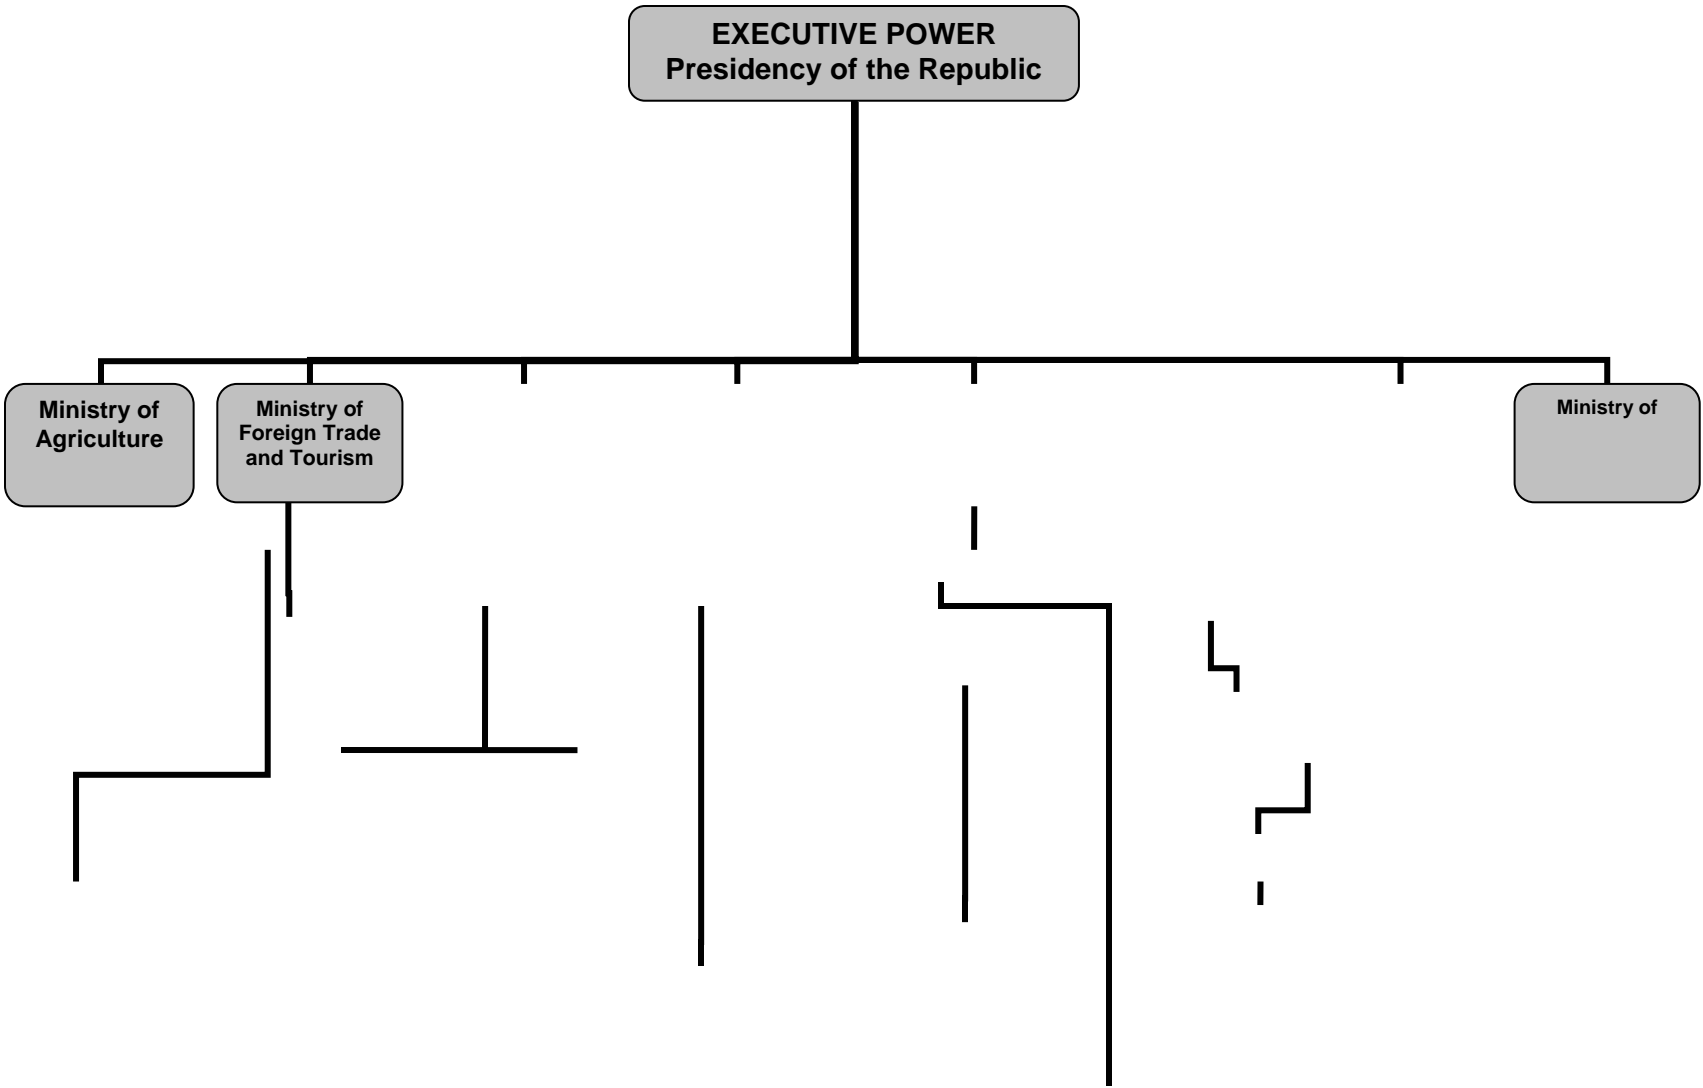 EXECUTIVE POWER
Presidency of the Republic
Ministry of
Agriculture
Ministry of
Foreign Trade
and Tourism
Ministry of